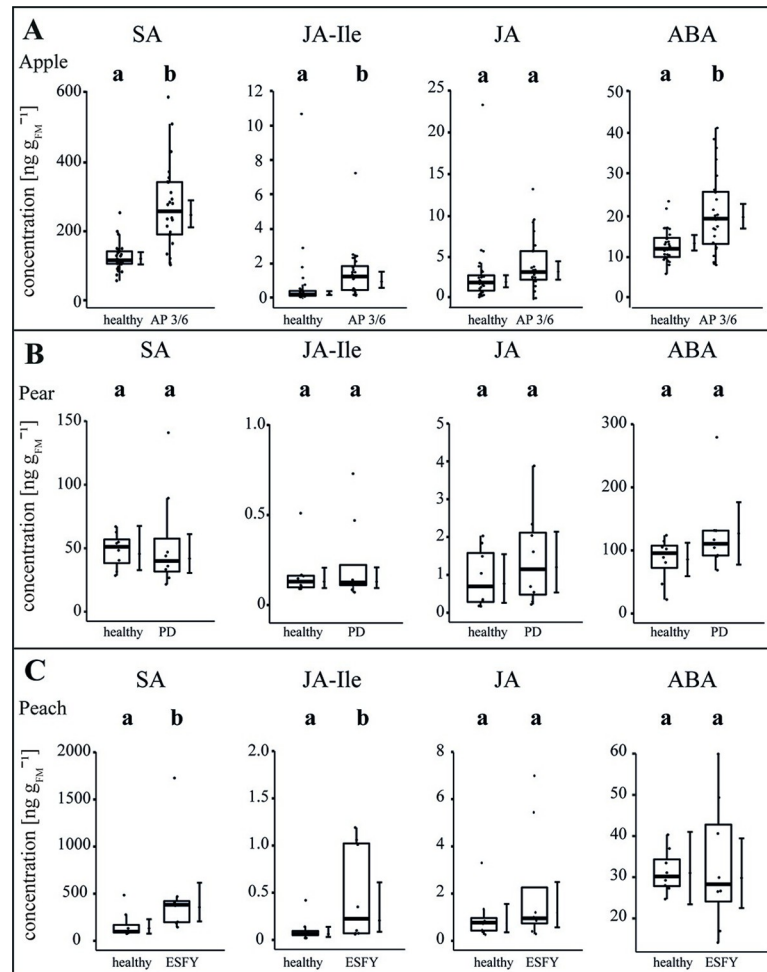 A
SA JA-Ile JA ABA
Apple
a b a b a a a b
concentration [ng g_FM⁻¹]
600 12 25 50
400 10 20 40
200 8 15 30
0 6 10 20
4 5 10
2 0 0
0
healthy AP 3/6 healthy AP 3/6 healthy AP 3/6 healthy AP 3/6
B
SA JA-Ile JA ABA
Pear
a a a a a a a a
concentration [ng g_FM⁻¹]
150 1.0 5 300
100 0.5 4 200
50 0 3 100
0 2 0
1
0
healthy PD healthy PD healthy PD healthy PD
C
SA JA-Ile JA ABA
Peach
a b a b a a a a
concentration [ng g_FM⁻¹]
2000 2.0 8 60
1500 1.5 6 50
1000 1.0 4 40
500 0.5 2 30
0 0 0 20
healthy ESFY healthy ESFY healthy ESFY healthy ESFY